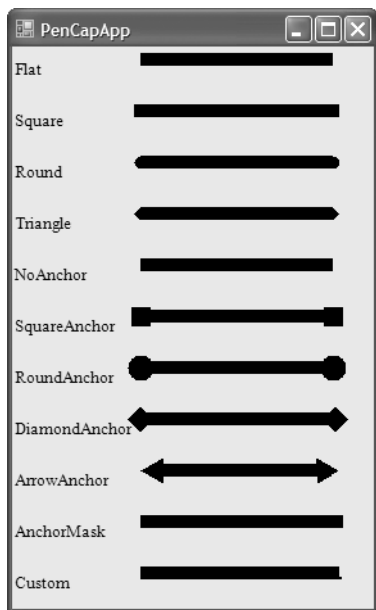 PenCapApp
Flat
Square
Round
Triangle
NoAnchor
SquareAnchor
RoundAnchor
DiamondAnchor
ArrowAnchor
AnchorMask
Custom